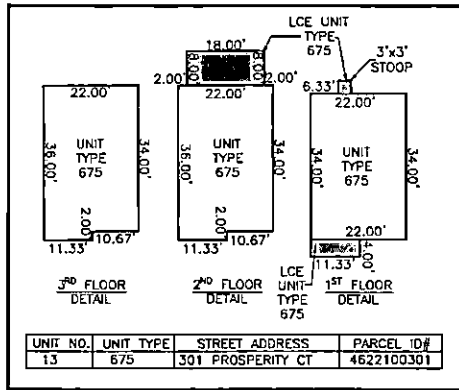 LCE UNIT
TYPE
675
3'x3'
STOOP
18.00'
8.00'
8.00'
2.00'
2.00'
6.33'
22.00'
22.00'
22.00'
36.00'
UNIT
TYPE
675
34.00'
36.00'
UNIT
TYPE
675
34.00'
34.00'
UNIT
TYPE
675
34.00'
2.00'
10.67'
11.33'
2.00'
10.67'
11.33'
22.00'
4.00'
11.33'
LCE
UNIT
TYPE
675
3RD FLOOR
DETAIL
2ND FLOOR
DETAIL
1ST FLOOR
DETAIL
UNIT NO. UNIT TYPE STREET ADDRESS PARCEL ID#
13 675 301 PROSPERITY CT 4622100301